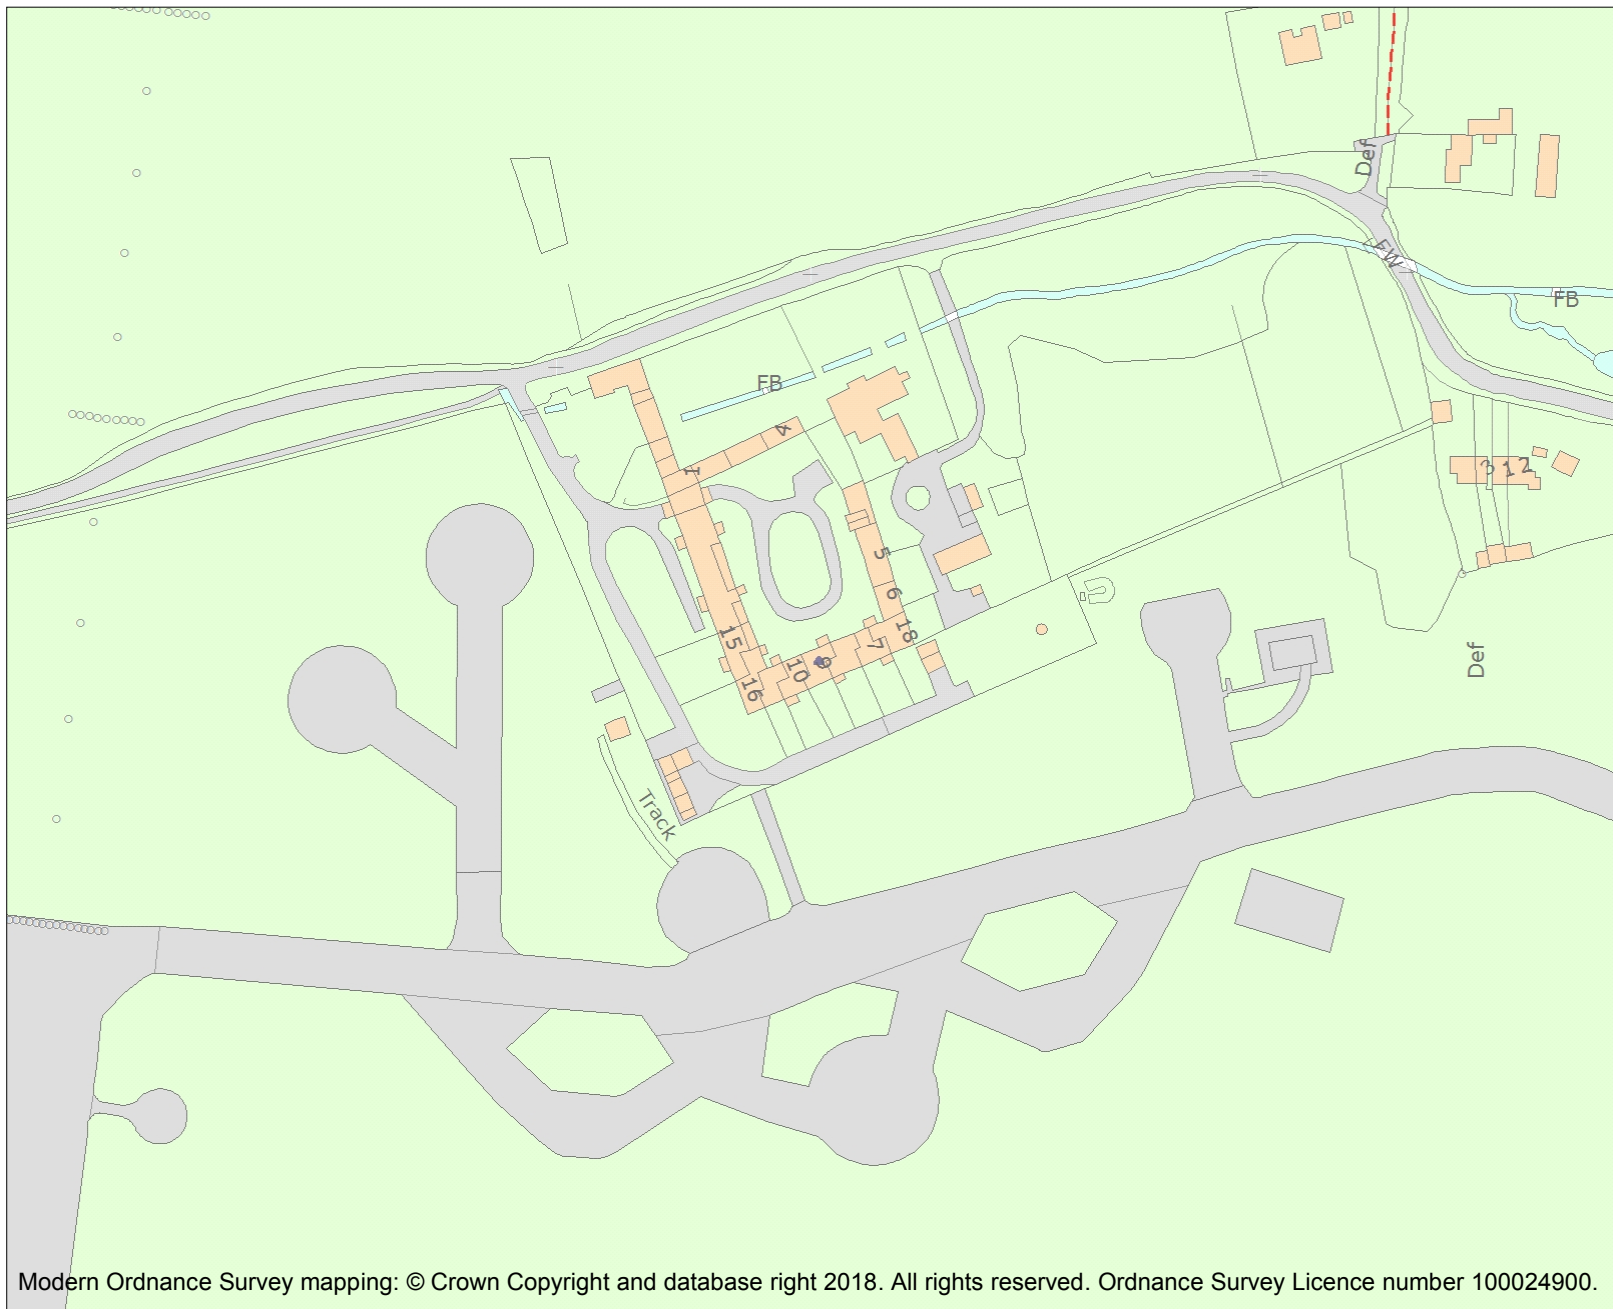 Def
FW
FB
FB
4
1
3
1
2
5
6
18
15
7
9
10
16
Def
Track
Modern Ordnance Survey mapping: © Crown Copyright and database right 2018. All rights reserved. Ordnance Survey Licence number 100024900.